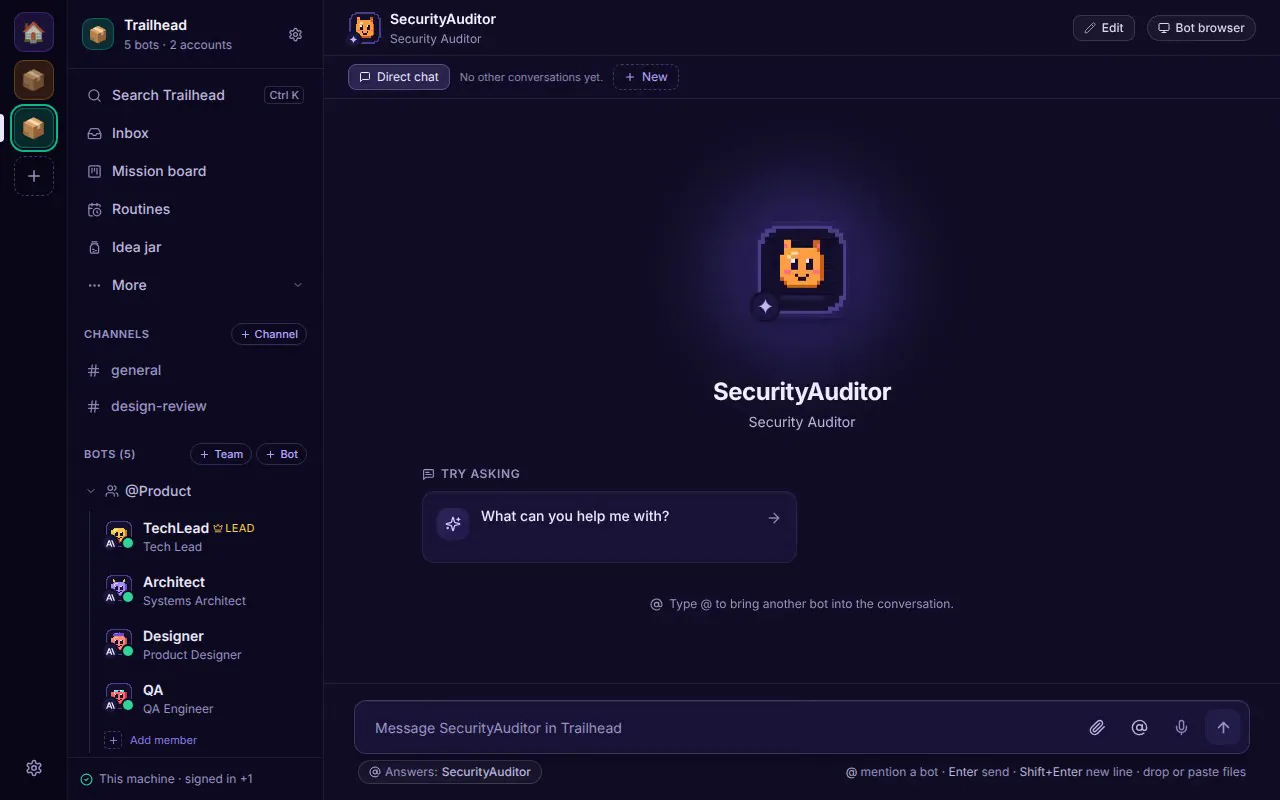 Trailhead
5 bots · 2 accounts
Search Trailhead
Ctrl K
Inbox
Mission board
Routines
Idea jar
More
CHANNELS
+ Channel
# general
# design-review
BOTS (5)
+ Team
+ Bot
@Product
TechLead
LEAD
Tech Lead
Architect
Systems Architect
Designer
Product Designer
QA
QA Engineer
+ Add member
This machine · signed in +1
SecurityAuditor
Security Auditor
Edit
Bot browser
Direct chat
No other conversations yet.
+ New
SecurityAuditor
Security Auditor
TRY ASKING
What can you help me with?
@ Type @ to bring another bot into the conversation.
Message SecurityAuditor in Trailhead
@ Answers: SecurityAuditor
@ mention a bot · Enter send · Shift+Enter new line · drop or paste files